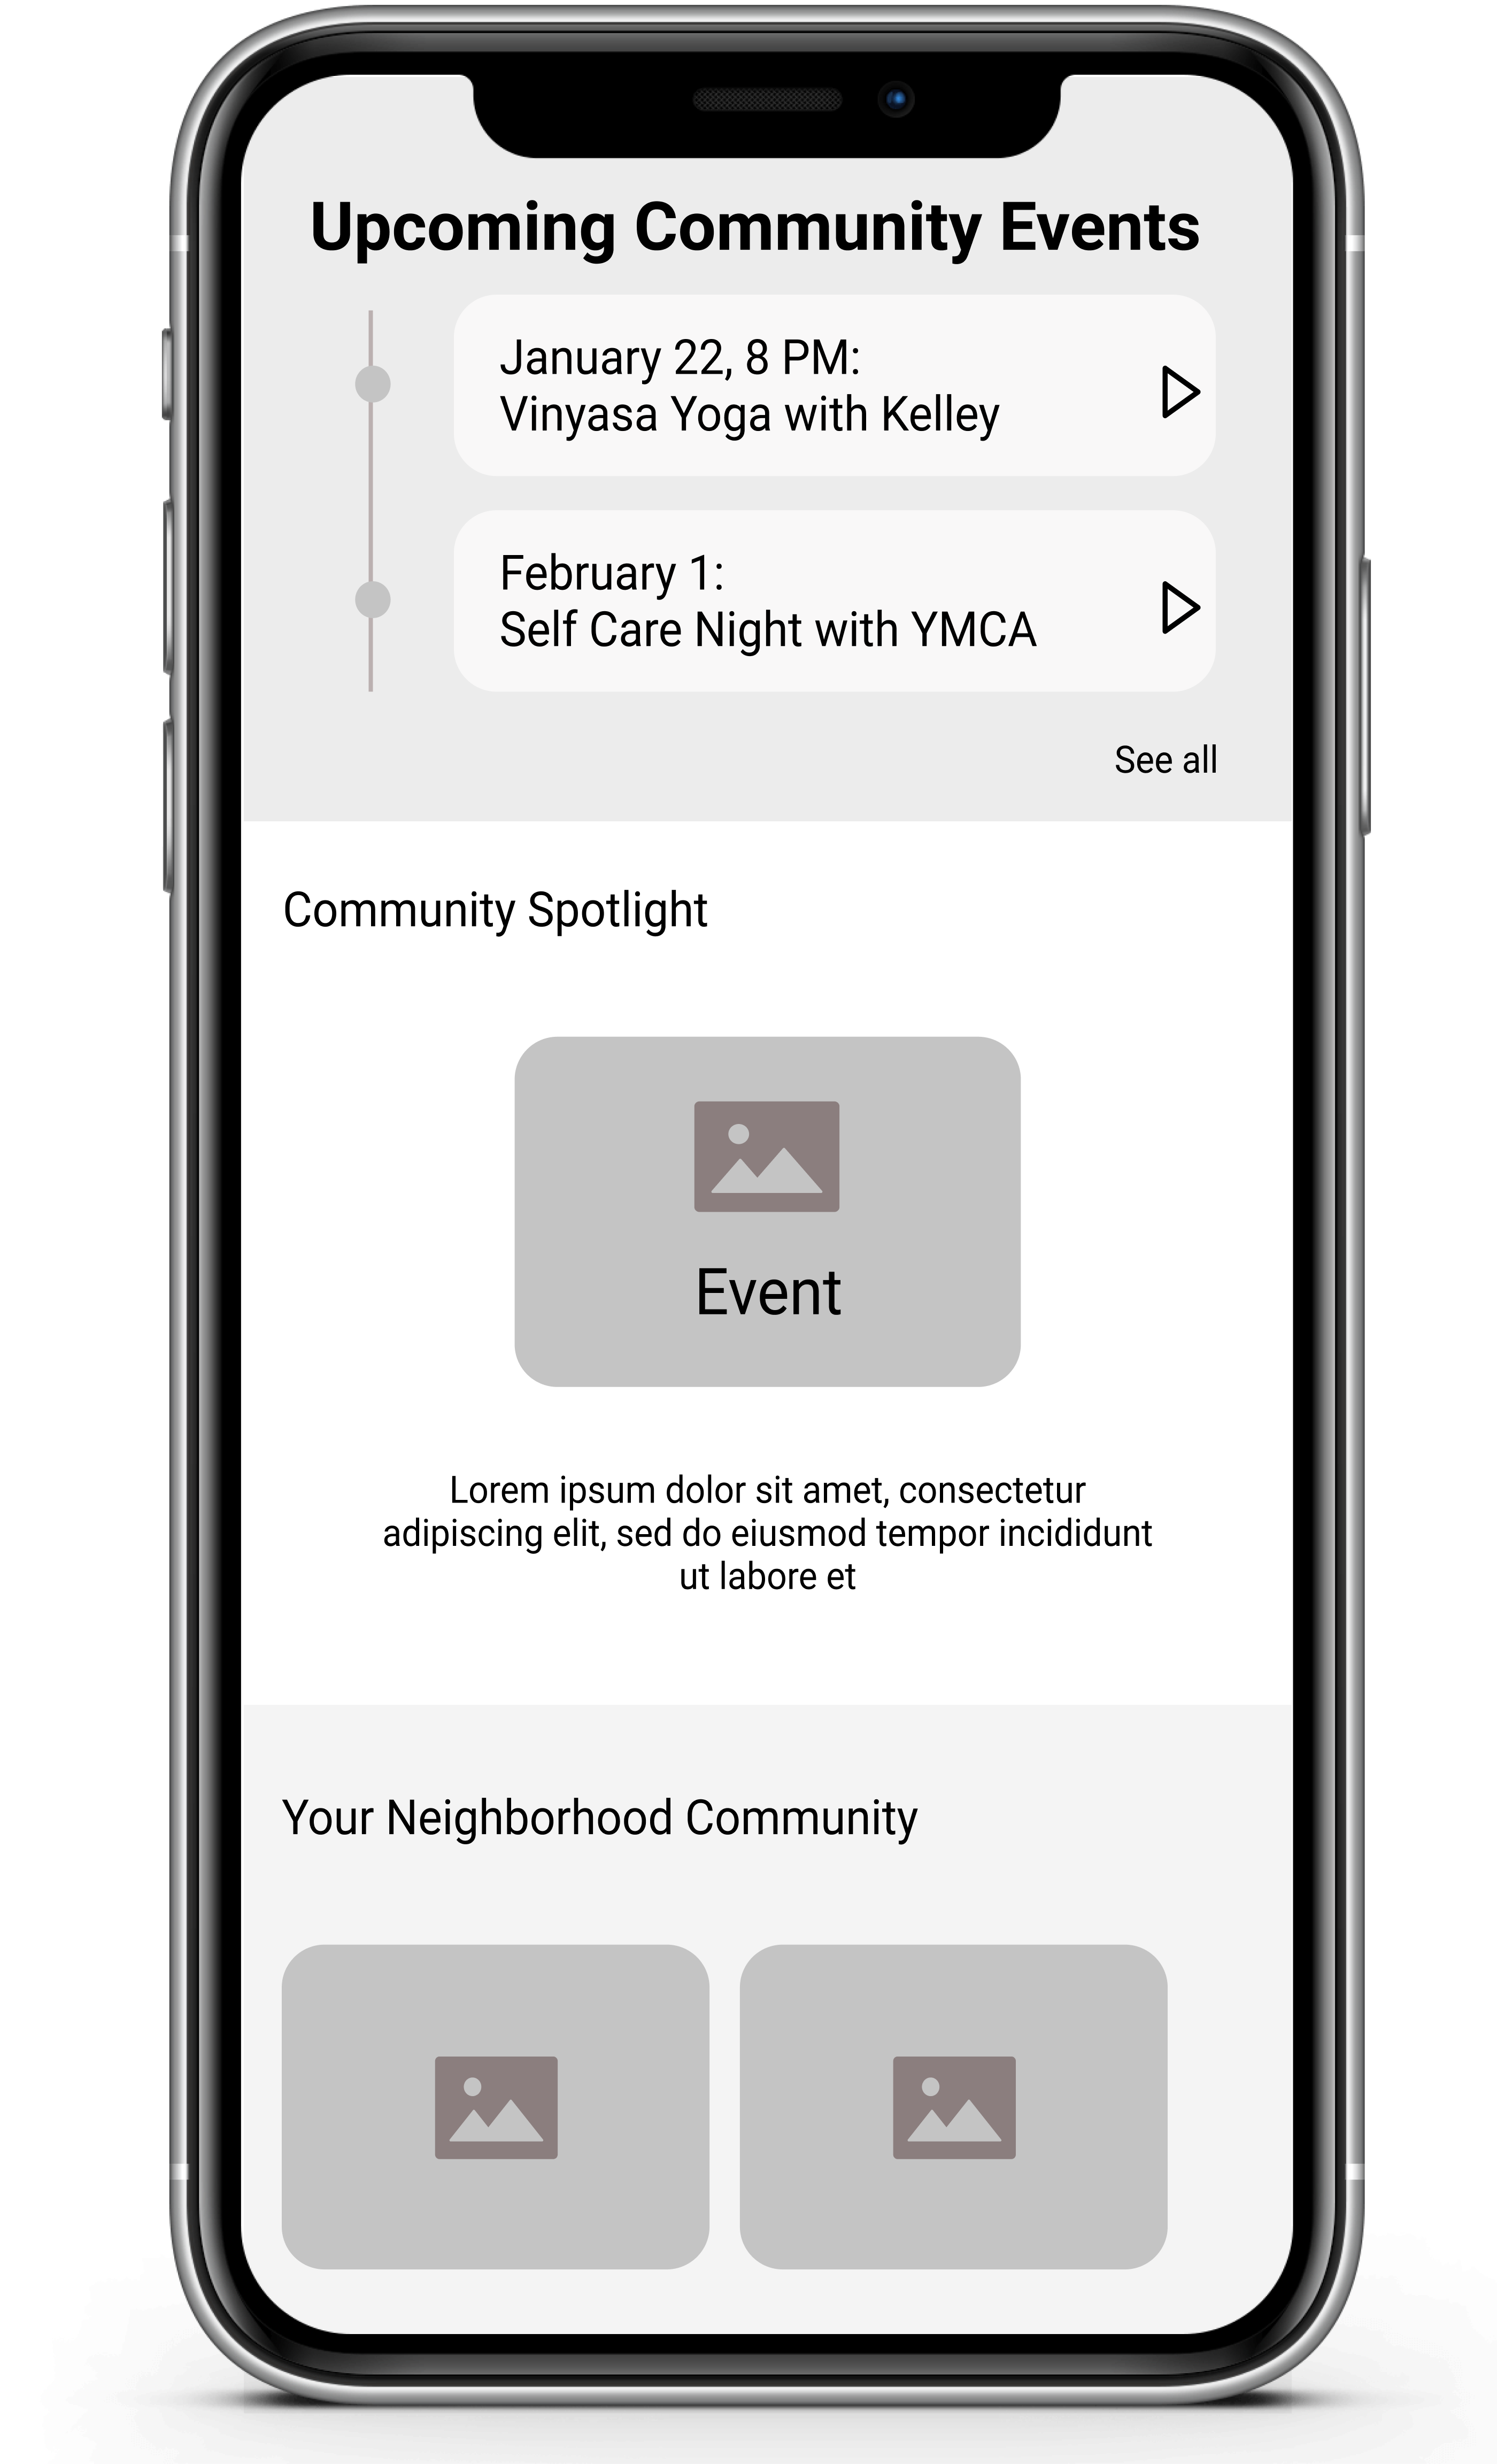 Upcoming Community Events
January 22, 8 PM:
Vinyasa Yoga with Kelley
February 1:
Self Care Night with YMCA
See all
Community Spotlight
Event
Lorem ipsum dolor sit amet, consectetur
adipiscing elit, sed do eiusmod tempor incididunt
ut labore et
Your Neighborhood Community